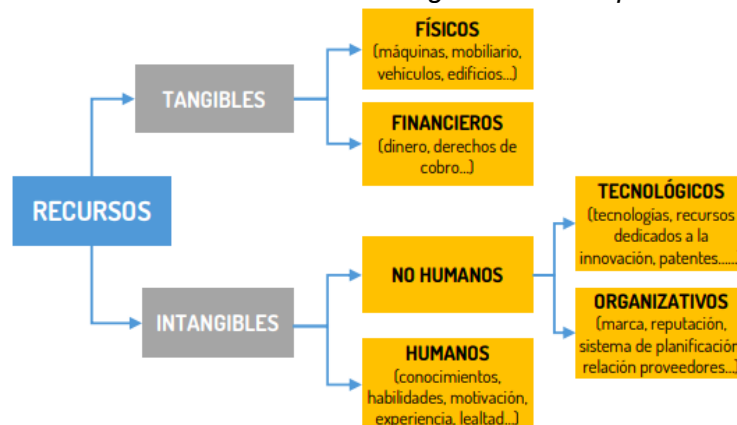 FÍSICOS
(máquinas, mobiliario,
vehículos, edificios...)
TANGIBLES
FINANCIEROS
(dinero, derechos de
cobro...)
RECURSOS
TECNOLÓGICOS
(tecnologías, recursos
dedicados a la
innovación, patentes.......
NO HUMANOS
INTANGIBLES
ORGANIZATIVOS
(marca, reputación,
sistema de planificación
relación proveedores...)
HUMANOS
(conocimientos,
habilidades, motivación,
experiencia, lealtad...)